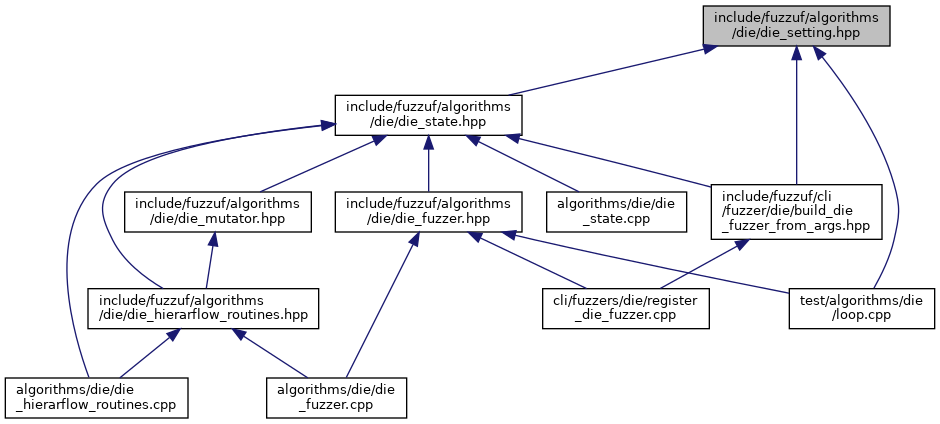 include/fuzzuf/algorithms
/die/die_setting.hpp
include/fuzzuf/algorithms
/die/die_state.hpp
include/fuzzuf/algorithms
/die/die_mutator.hpp
include/fuzzuf/algorithms
/die/die_fuzzer.hpp
algorithms/die/die
_state.cpp
include/fuzzuf/cli
/fuzzer/die/build_die
_fuzzer_from_args.hpp
include/fuzzuf/algorithms
/die/die_hierarflow_routines.hpp
cli/fuzzers/die/register
_die_fuzzer.cpp
test/algorithms/die
/loop.cpp
algorithms/die/die
_hierarflow_routines.cpp
algorithms/die/die
_fuzzer.cpp